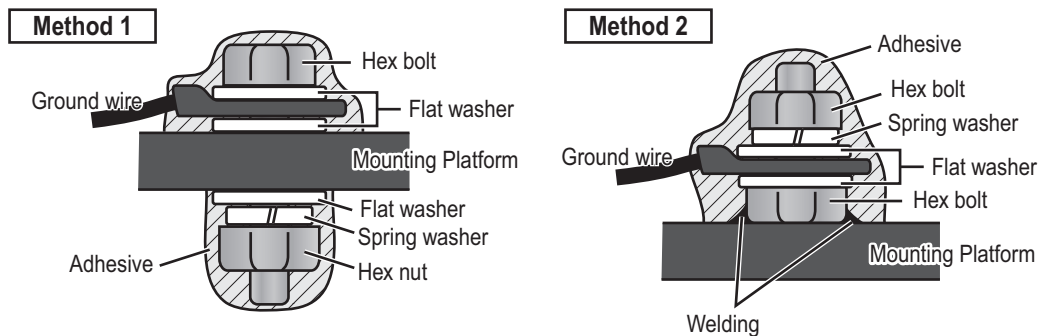 Method 1
Hex bolt
Ground wire
Flat washer
Mounting Platform
Flat washer
Spring washer
Adhesive
Hex nut
Method 2
Adhesive
Hex bolt
Spring washer
Ground wire
Flat washer
Hex bolt
Mounting Platform
Welding